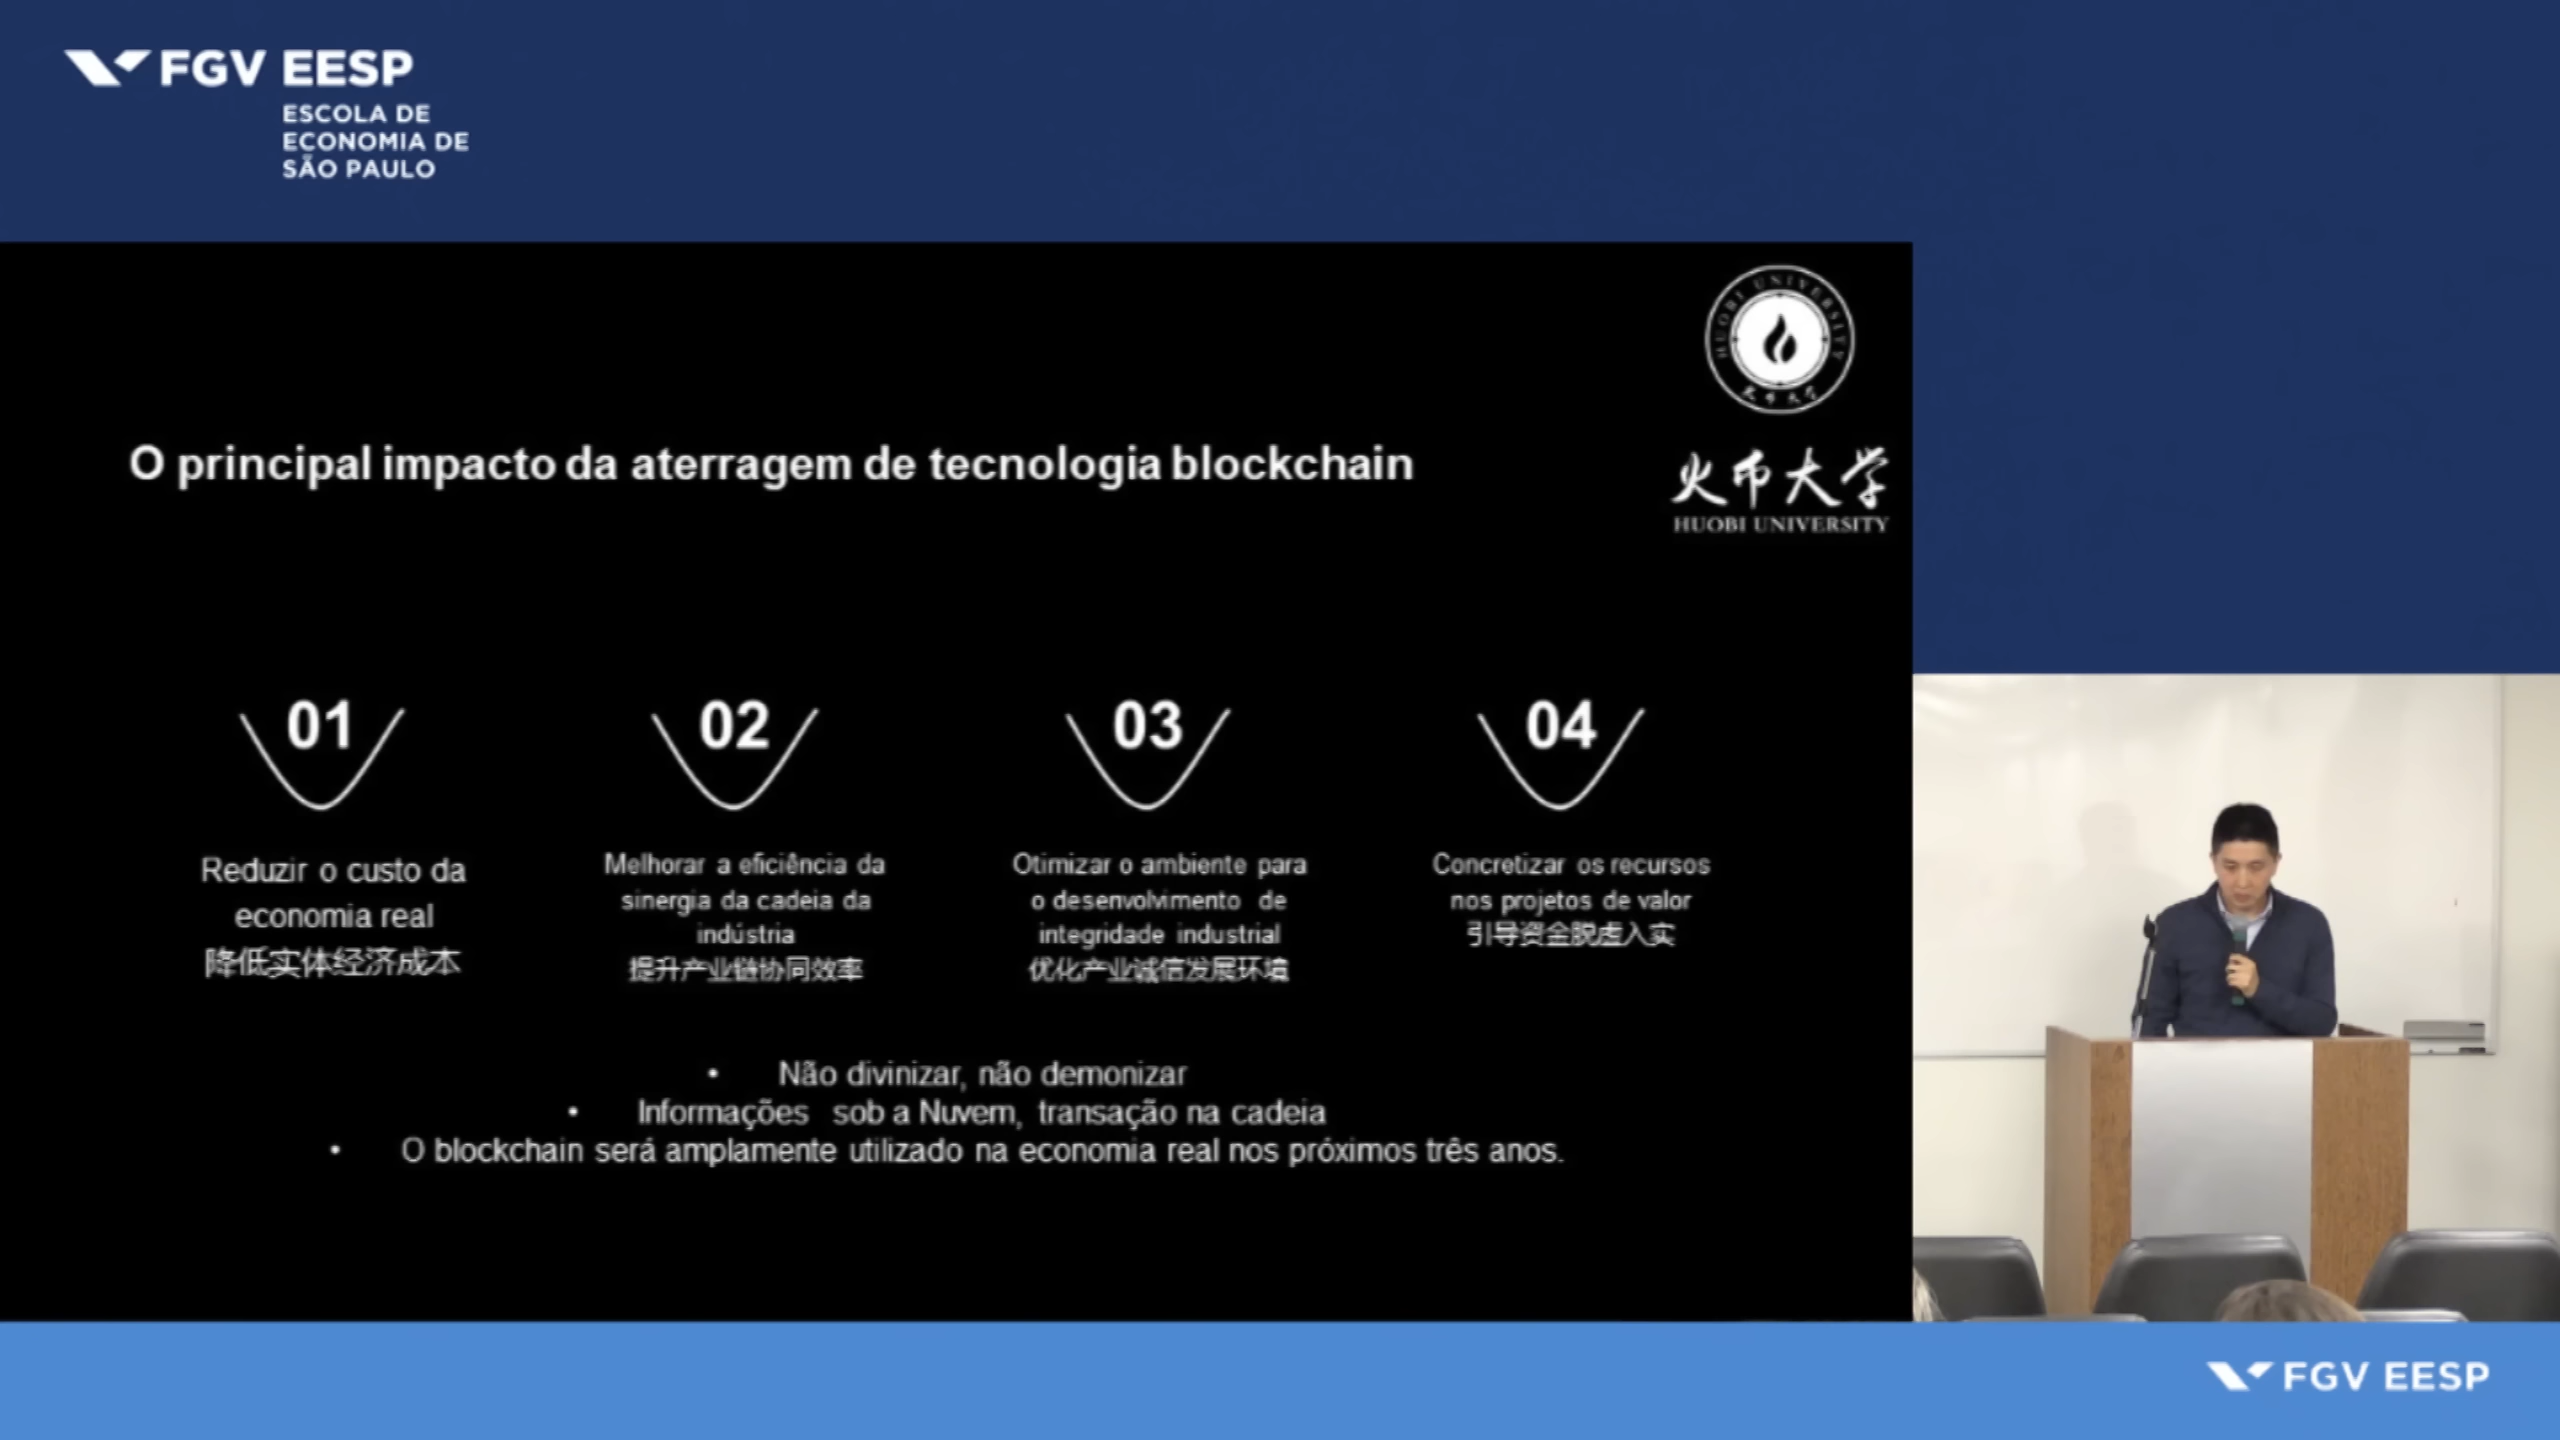 FGV EESP
ESCOLA DE
ECONOMIA DE
SÃO PAULO
HUOBI UNIVERSITY
火币大学
火币大学
HUOBI UNIVERSITY
O principal impacto da aterragem de tecnologia blockchain
01
Reduzir o custo da
economia real
降低实体经济成本
02
Melhorar a eficiência da
sinergia da cadeia da
indústria
提升产业链协同效率
03
Otimizar o ambiente para
o desenvolvimento de
integridade industrial
优化产业诚信发展环境
04
Concretizar os recursos
nos projetos de valor
引导资金脱虚入实
• Não divinizar, não demonizar
• Informações sob a Nuvem, transação na cadeia
• O blockchain será amplamente utilizado na economia real nos próximos três anos.
FGV EESP